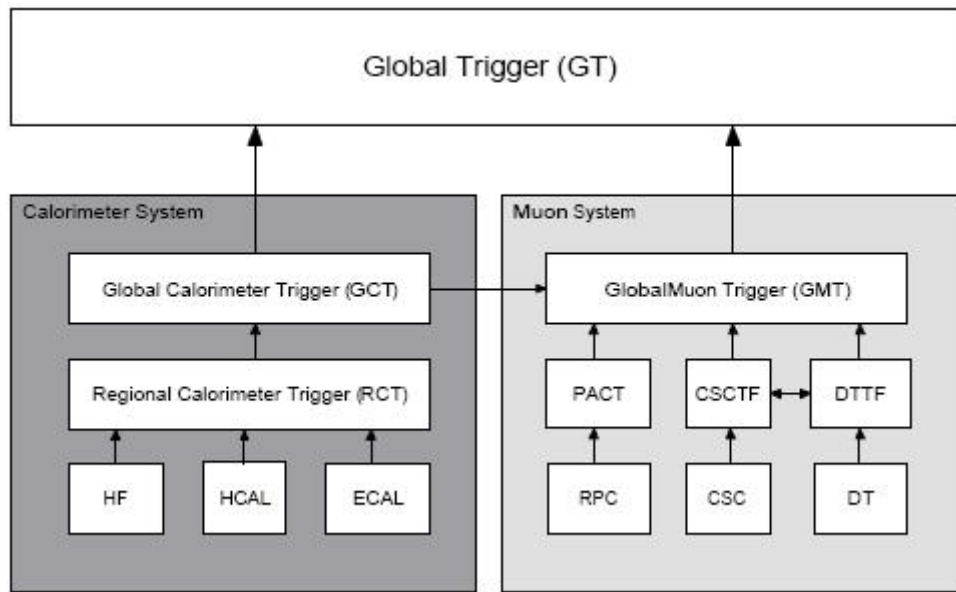 Global Trigger (GT)
Calorimeter System
Muon System
Global Calorimeter Trigger (GCT)
GlobalMuon Trigger (GMT)
Regional Calorimeter Trigger (RCT)
PACT
CSCTF
DTTF
HF
HCAL
ECAL
RPC
CSC
DT